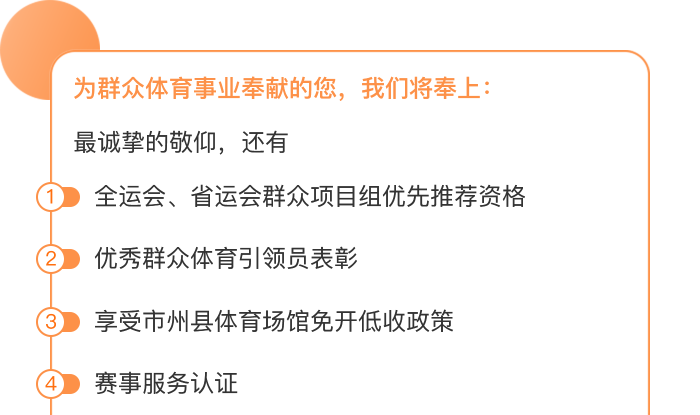 为群众体育事业奉献的您，我们将奉上：
最诚挚的敬仰，还有
1 全运会、省运会群众项目组优先推荐资格
2 优秀群众体育引领员表彰
3 享受市州县体育场馆免开低收政策
4 赛事服务认证